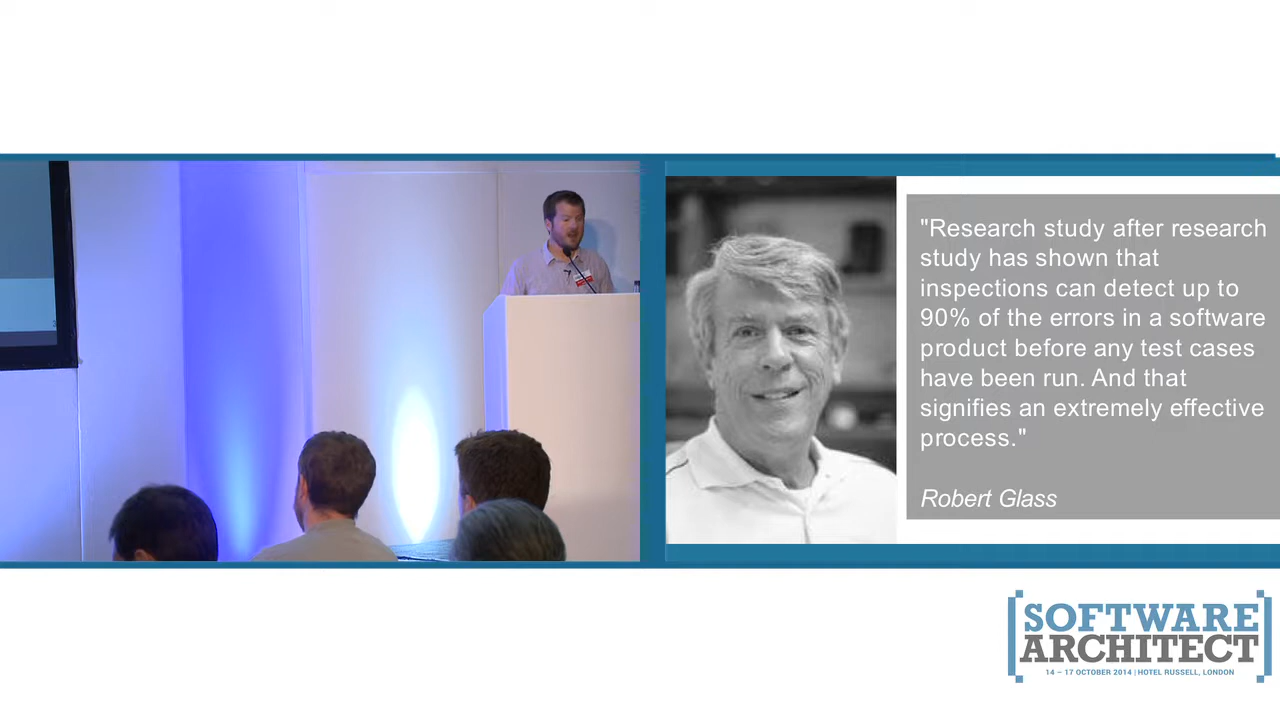 "Research study after research
study has shown that
inspections can detect up to
90% of the errors in a software
product before any test cases
have been run. And that
signifies an extremely effective
process."
Robert Glass
SOFTWARE
ARCHITECT
14 – 17 OCTOBER 2014 | HOTEL RUSSELL, LONDON